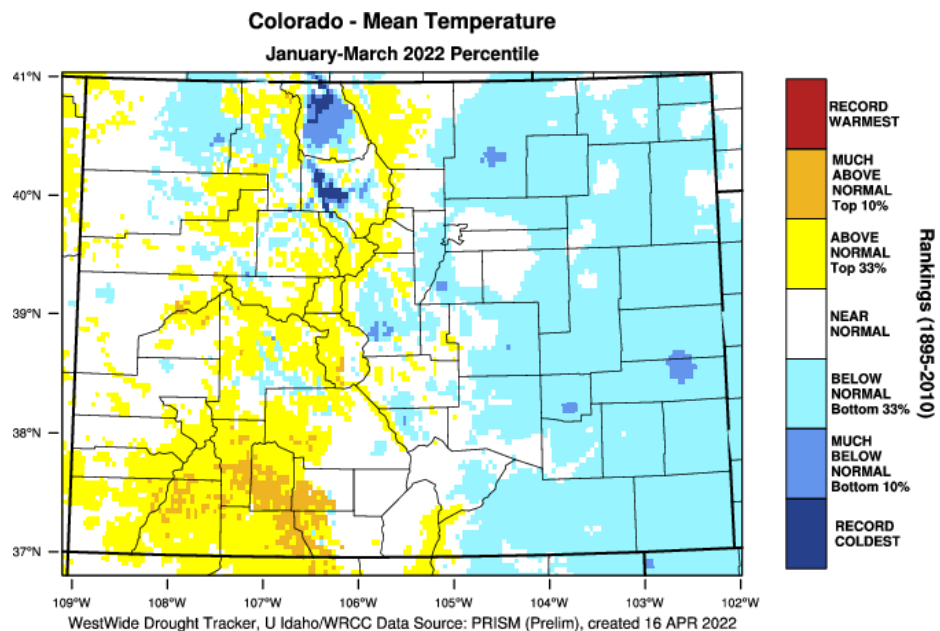 Colorado - Mean Temperature
January-March 2022 Percentile
41°N
40°N
39°N
38°N
37°N
109°W 108°W 107°W 106°W 105°W 104°W 103°W 102°W
RECORD
WARMEST
MUCH
ABOVE
NORMAL
Top 10%
ABOVE
NORMAL
Top 33%
NEAR
NORMAL
BELOW
NORMAL
Bottom 33%
MUCH
BELOW
NORMAL
Bottom 10%
RECORD
COLDEST
Rankings (1895-2010)
WestWide Drought Tracker, U Idaho/WRCC Data Source: PRISM (Prelim), created 16 APR 2022